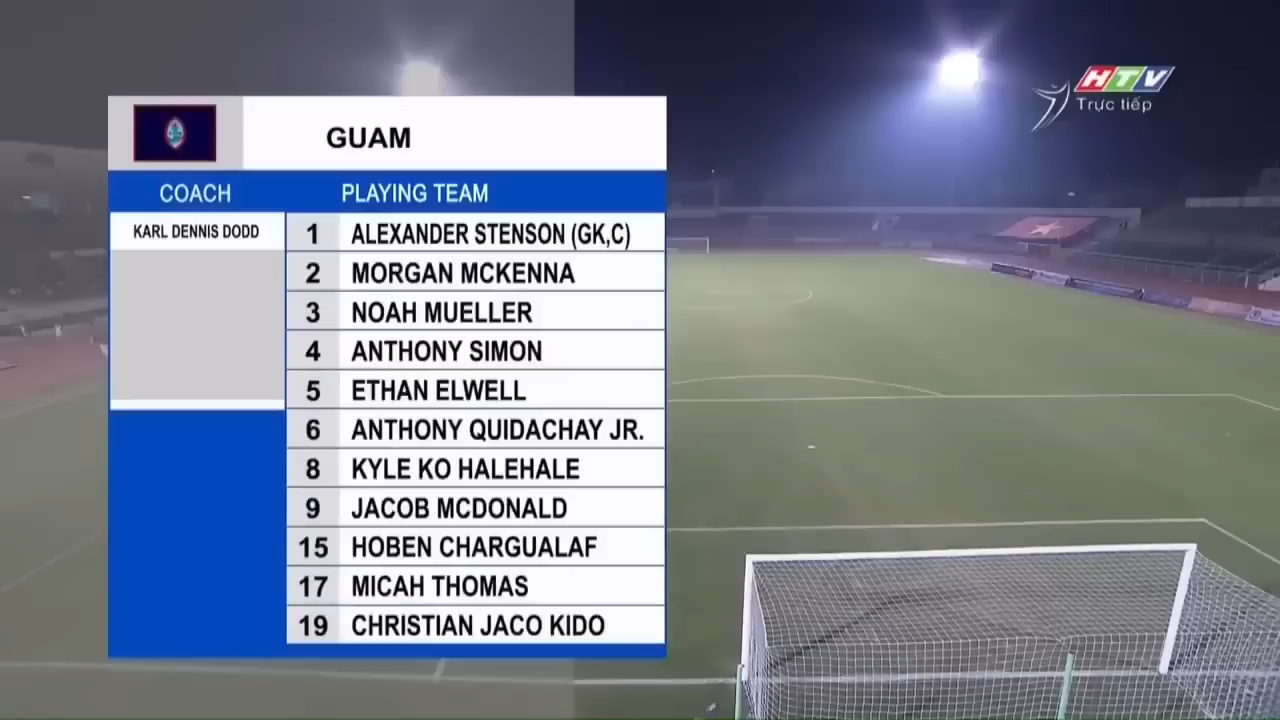 HTV
Trực tiếp
GUAM
COACH
PLAYING TEAM
KARL DENNIS DODD
1 ALEXANDER STENSON (GK,C)
2 MORGAN MCKENNA
3 NOAH MUELLER
4 ANTHONY SIMON
5 ETHAN ELWELL
6 ANTHONY QUIDACHAY JR.
8 KYLE KO HALEHALE
9 JACOB MCDONALD
15 HOBEN CHARGUALAF
17 MICAH THOMAS
19 CHRISTIAN JACO KIDO